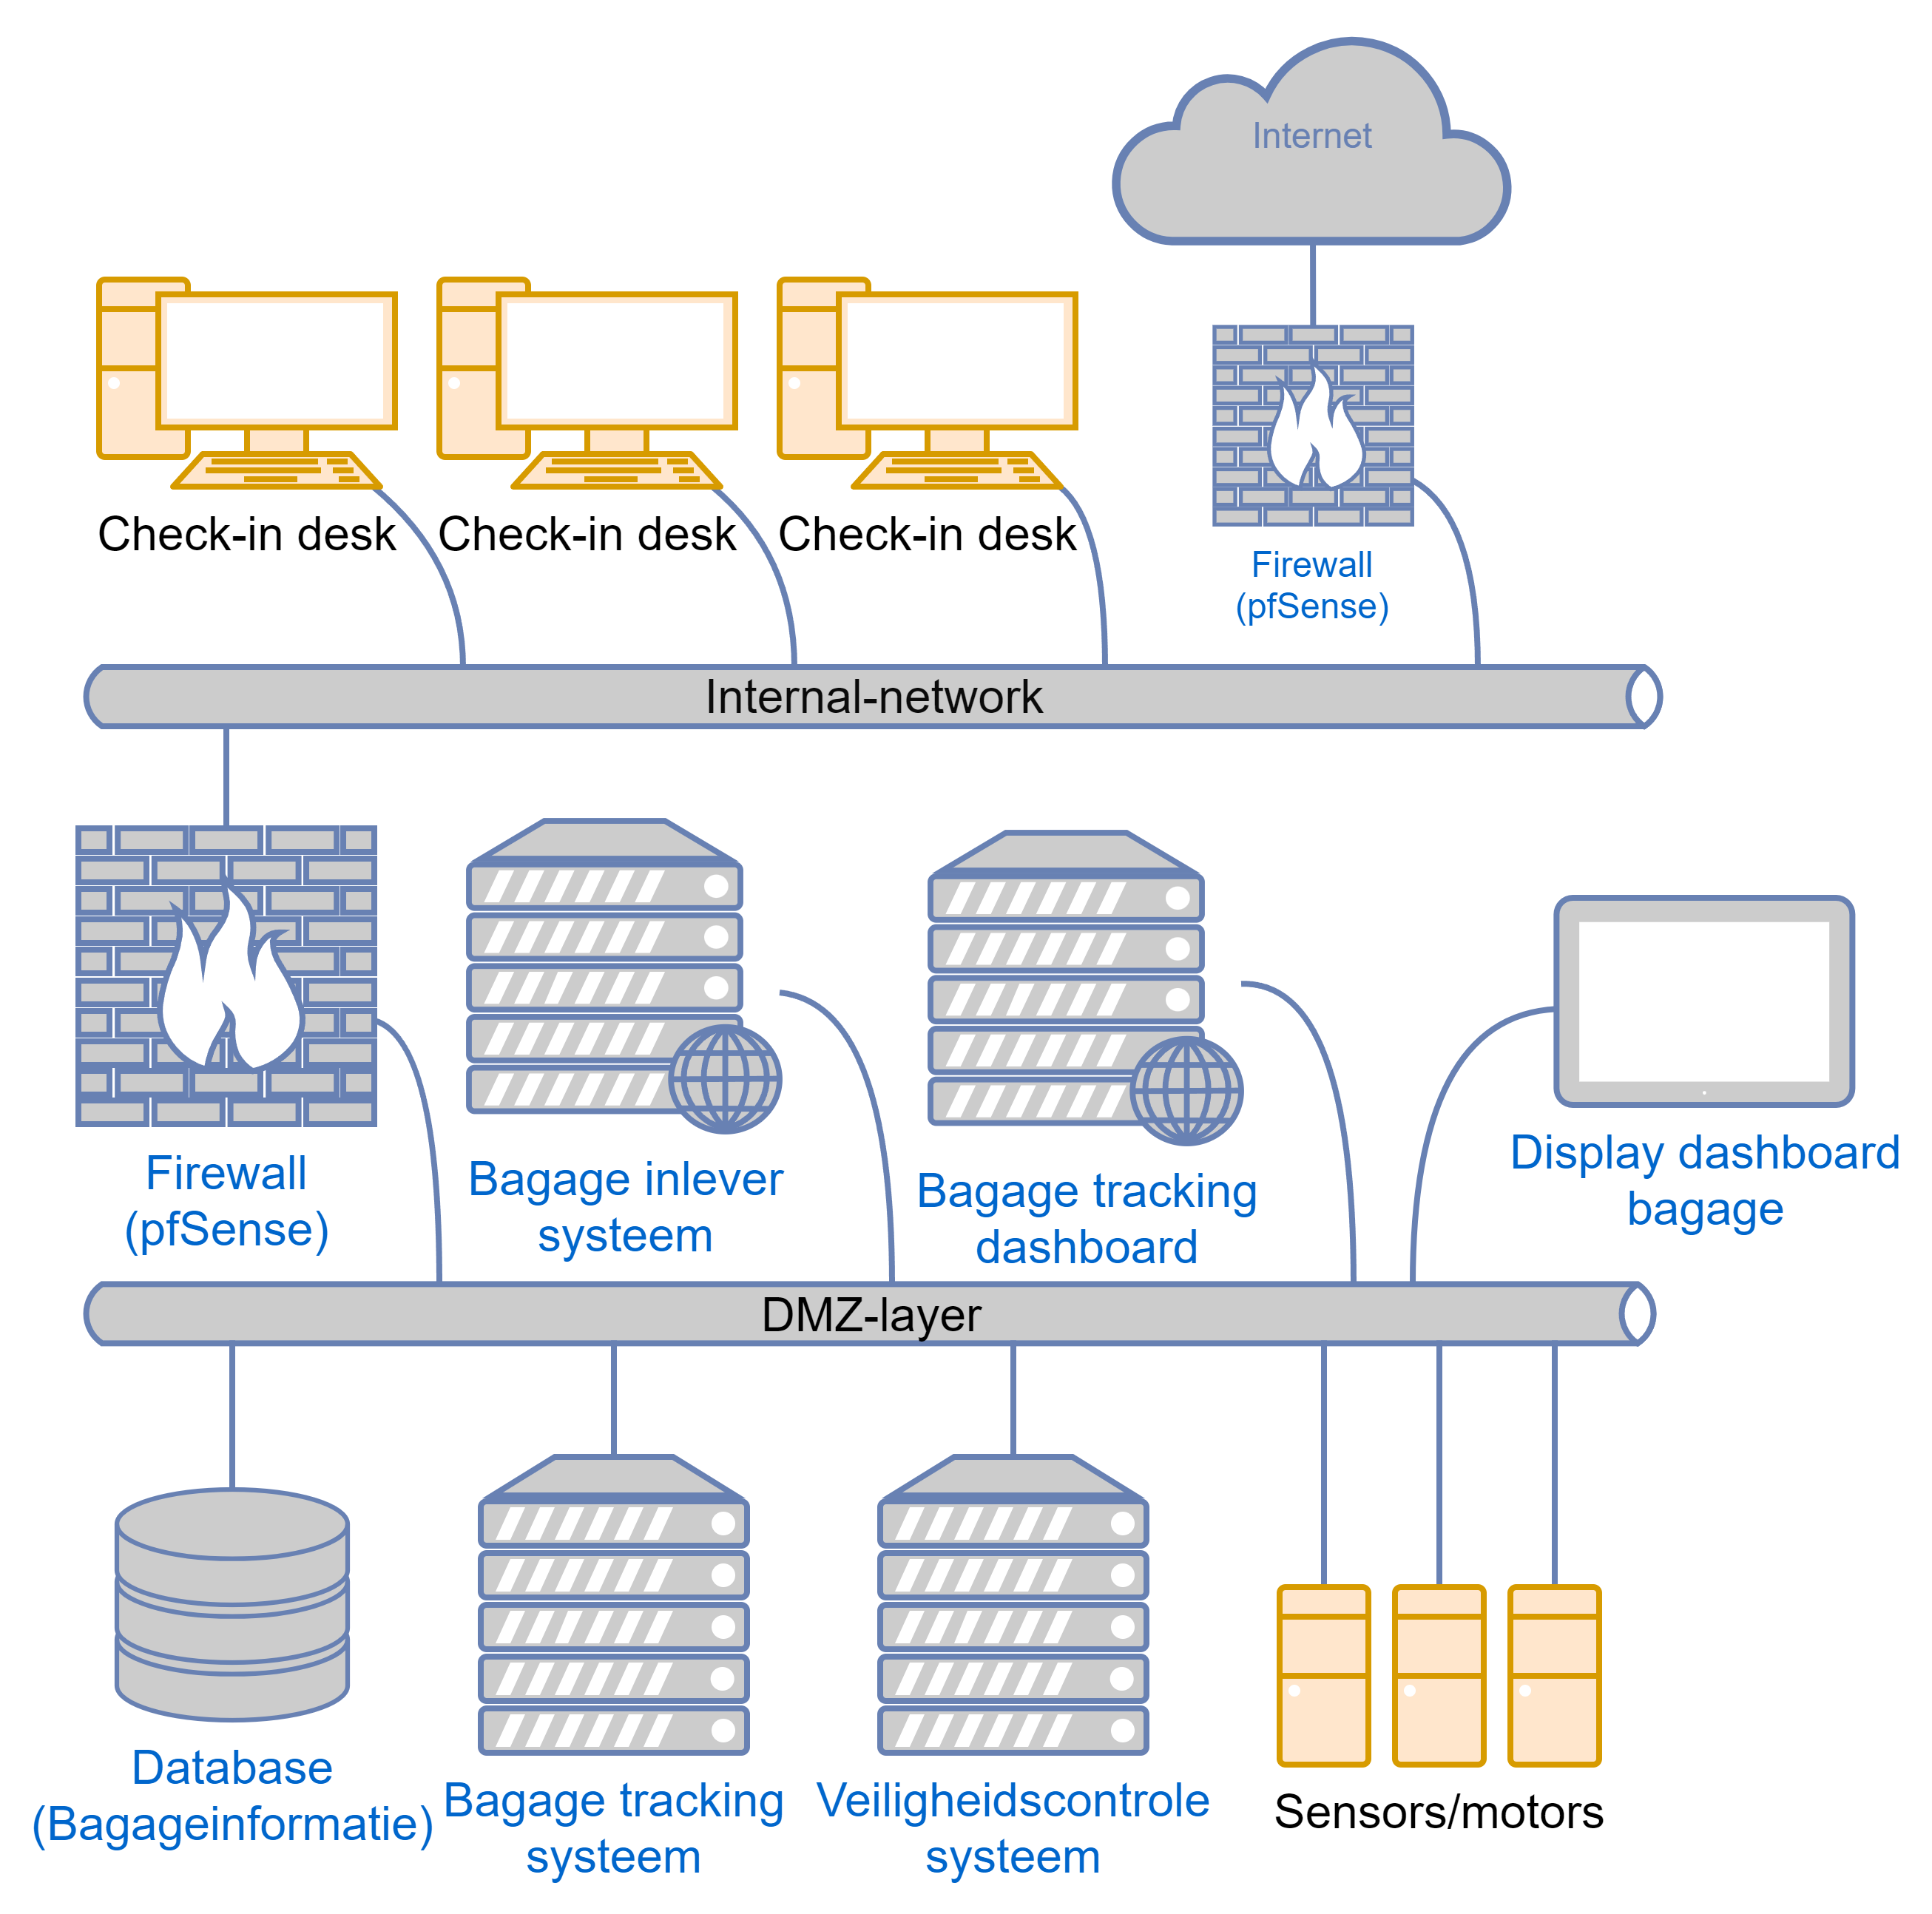 Internet
Check-in desk
Check-in desk
Check-in desk
Firewall
(pfSense)
Internal-network
Firewall
(pfSense)
Bagage inlever
systeem
Bagage tracking
dashboard
Display dashboard
bagage
DMZ-layer
Database
(Bagageinformatie)
Bagage tracking
systeem
Veiligheidscontrole
systeem
Sensors/motors